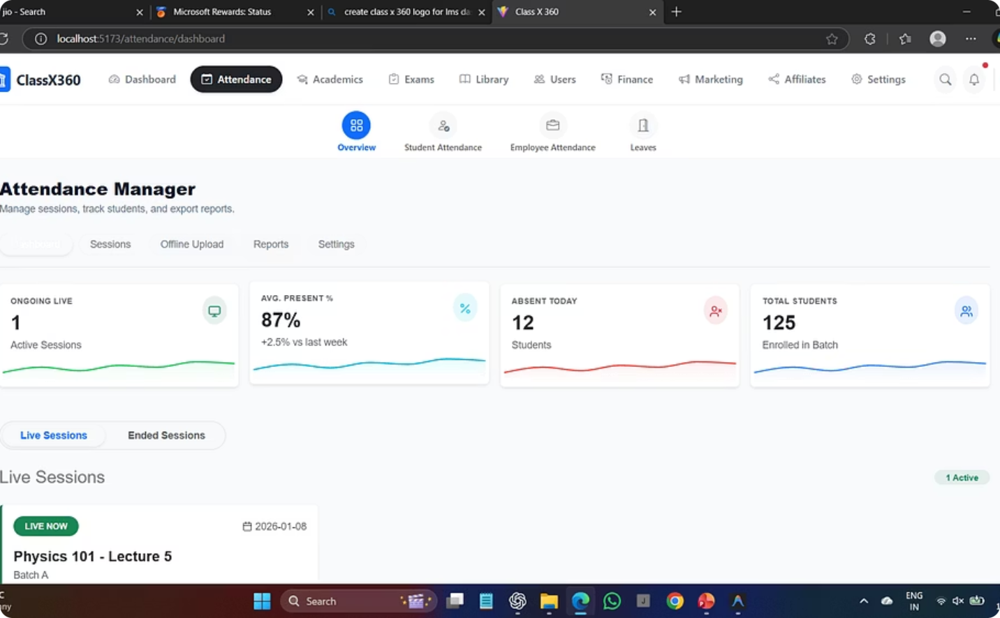 jio - Search
Microsoft Rewards: Status
create class x 360 logo for lms da
Class X 360
localhost:5173/attendance/dashboard
ClassX360
Dashboard
Attendance
Academics
Exams
Library
Users
Finance
Marketing
Affiliates
Settings
Overview
Student Attendance
Employee Attendance
Leaves
Attendance Manager
Manage sessions, track students, and export reports.
Sessions
Offline Upload
Reports
Settings
ONGOING LIVE
1
Active Sessions
AVG. PRESENT %
87%
+2.5% vs last week
ABSENT TODAY
12
Students
TOTAL STUDENTS
125
Enrolled in Batch
Live Sessions
Ended Sessions
Live Sessions
1 Active
LIVE NOW
2026-01-08
Physics 101 - Lecture 5
Batch A
Search
ENG
IN